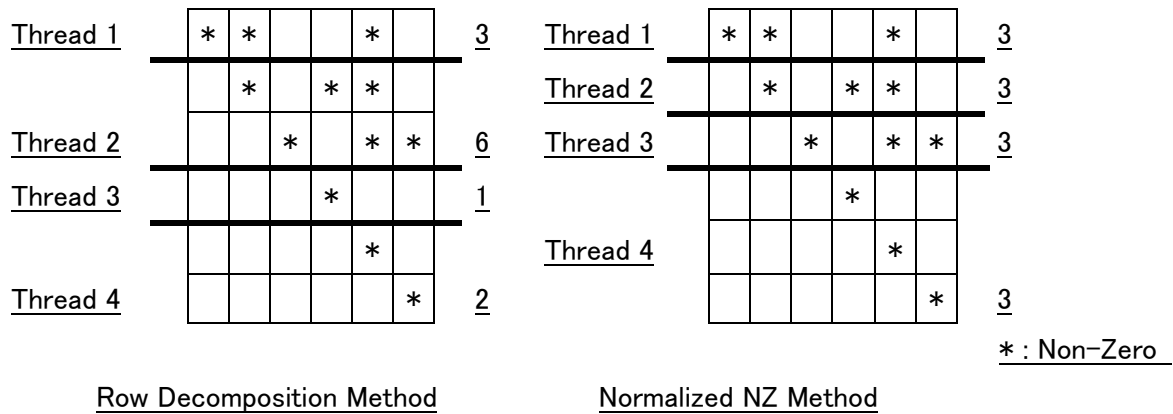 Thread 1 * * * 3 Thread 1 * * * 3
* * * Thread 2 * * * 3
Thread 2 * * * 6 Thread 3 * * * 3
Thread 3 * 1 *
* Thread 4 *
Thread 4 * 2 * 3
* : Non-Zero
Row Decomposition Method Normalized NZ Method